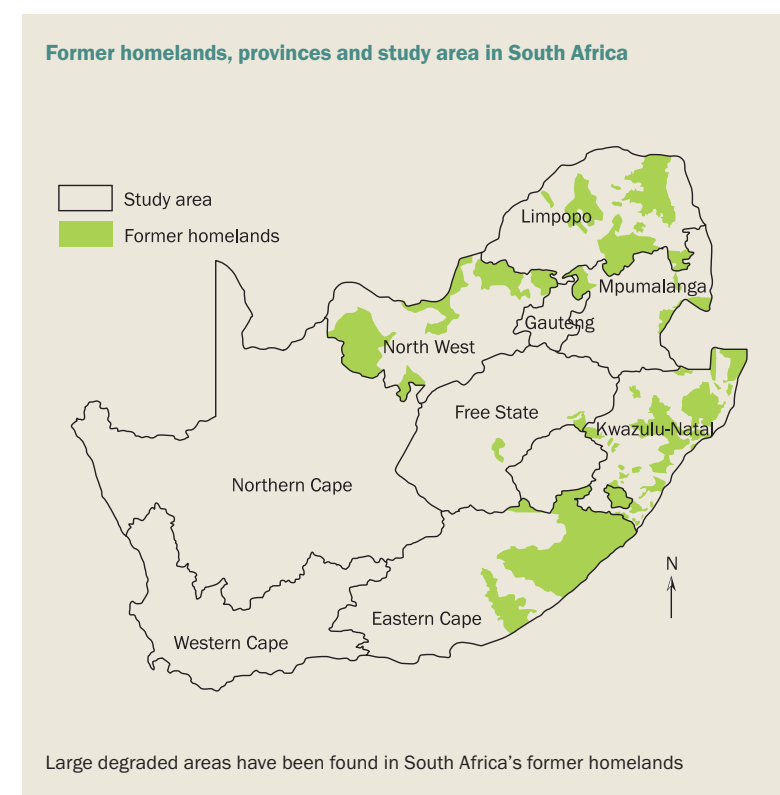 Former homelands, provinces and study area in South Africa
Study area
Former homelands
Limpopo
Mpumalanga
Gauteng
North West
Free State
Kwazulu-Natal
Northern Cape
N
Eastern Cape
Western Cape
Large degraded areas have been found in South Africa's former homelands